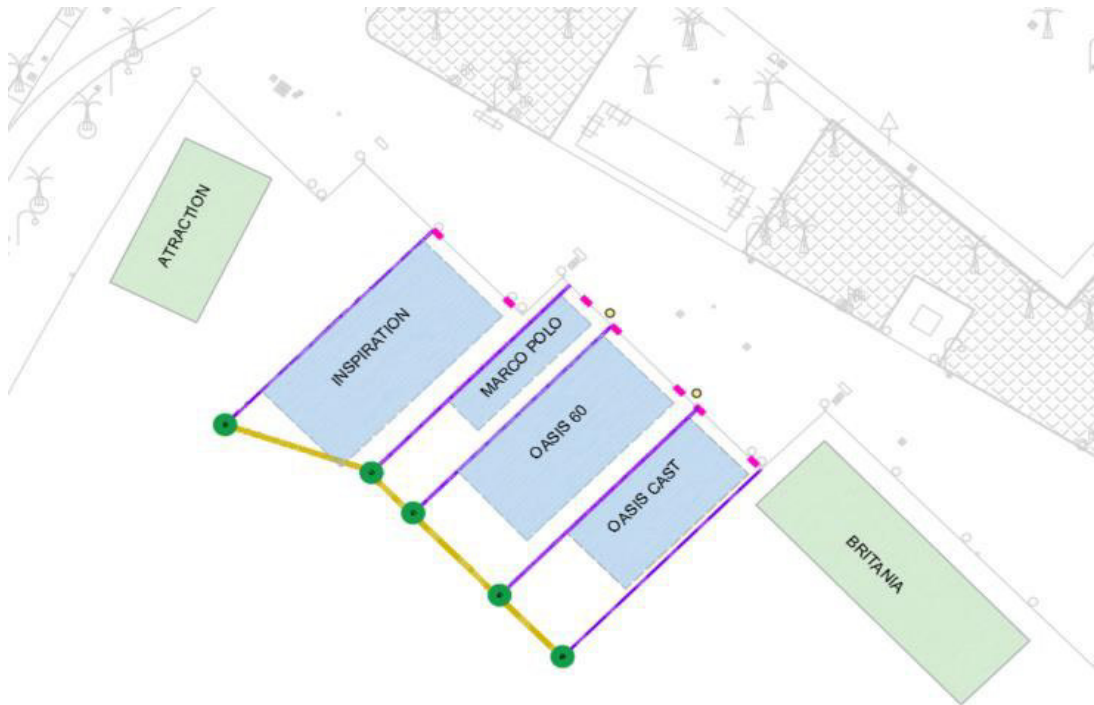 ATRACTION
INSPIRATION
MARCO POLO
OASIS 60
OASIS CAST
BRITANIA